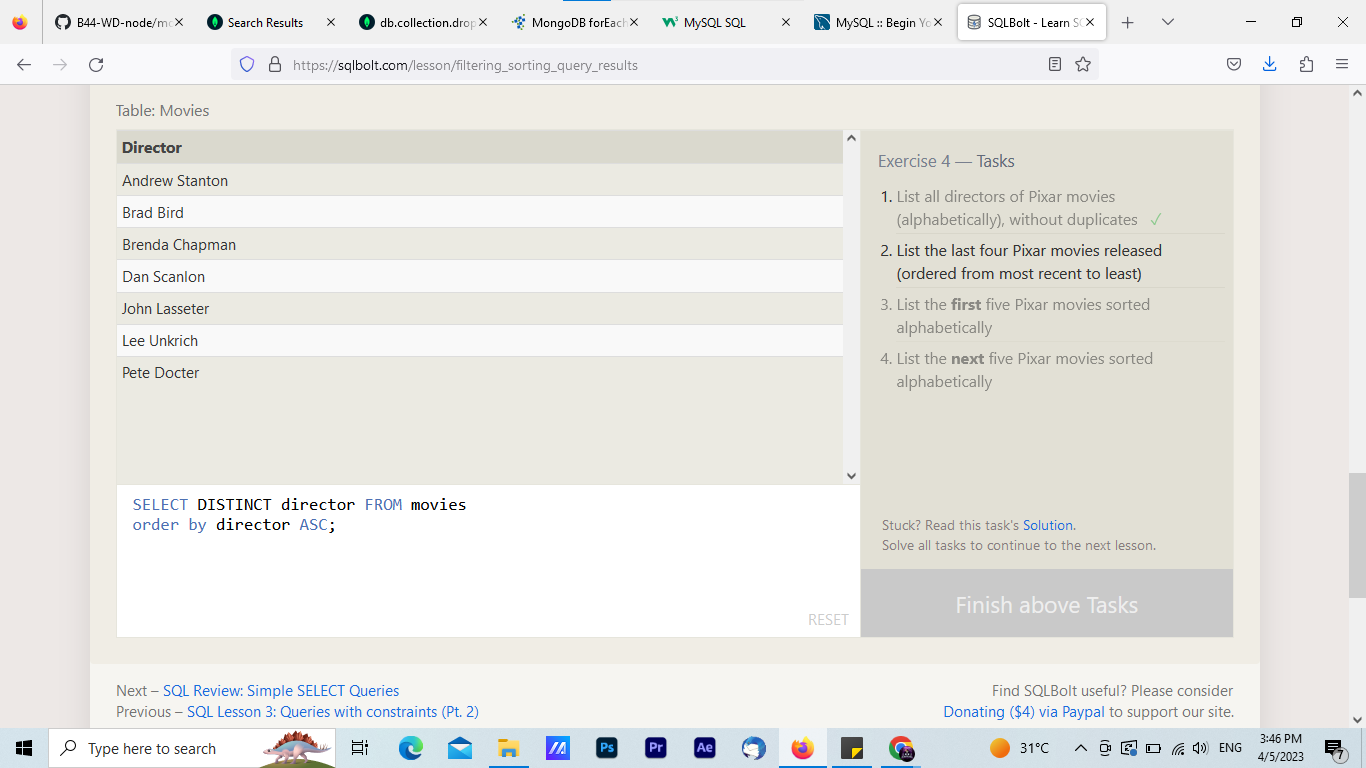 B44-WD-node/mo
Search Results
db.collection.drop
MongoDB forEach
MySQL SQL
MySQL :: Begin Yo
SQLBolt - Learn SQ
https://sqlbolt.com/lesson/filtering_sorting_query_results
Table: Movies
Director
Andrew Stanton
Brad Bird
Brenda Chapman
Dan Scanlon
John Lasseter
Lee Unkrich
Pete Docter
SELECT DISTINCT director FROM movies
order by director ASC;
RESET
Exercise 4 — Tasks
1. List all directors of Pixar movies
(alphabetically), without duplicates ✓
2. List the last four Pixar movies released
(ordered from most recent to least)
3. List the first five Pixar movies sorted
alphabetically
4. List the next five Pixar movies sorted
alphabetically
Stuck? Read this task's Solution.
Solve all tasks to continue to the next lesson.
Finish above Tasks
Next – SQL Review: Simple SELECT Queries
Previous – SQL Lesson 3: Queries with constraints (Pt. 2)
Find SQLBolt useful? Please consider
Donating ($4) via Paypal to support our site.
Type here to search
Ps
Pr
Ae
31°C
ENG
3:46 PM
4/5/2023
7